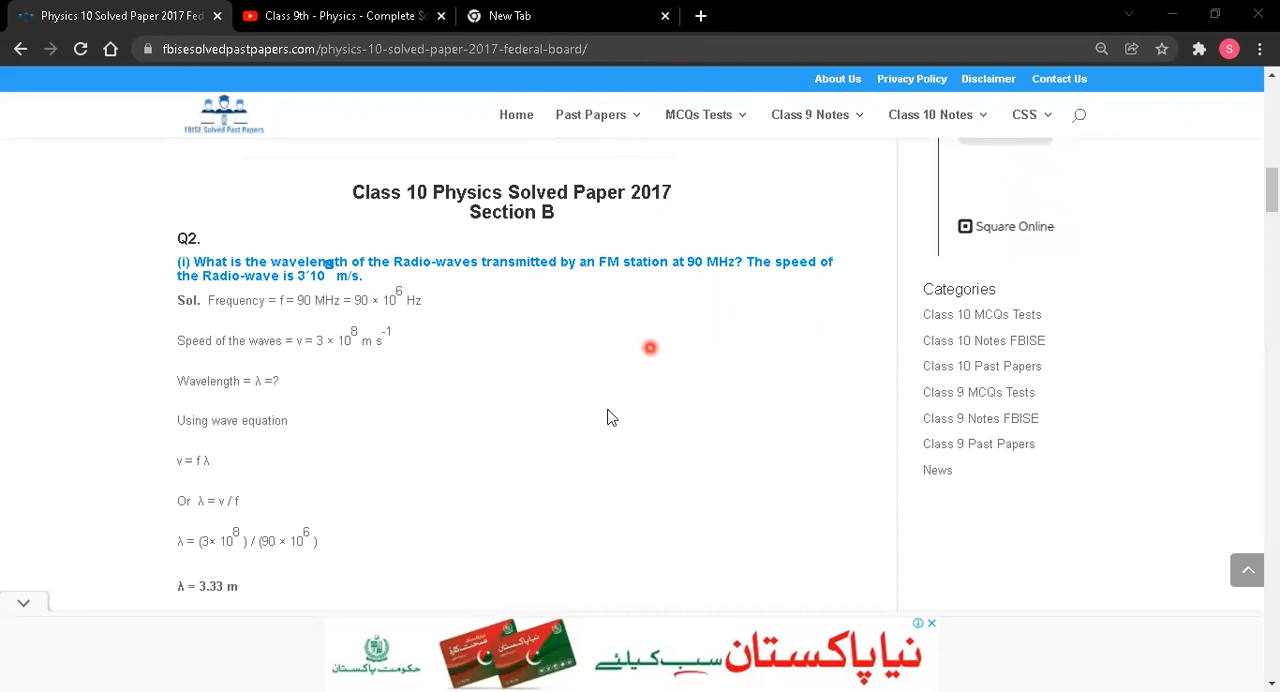 Physics 10 Solved Paper 2017 Fed
Class 9th - Physics - Complete So
New Tab
fbisesolvedpastpapers.com/physics-10-solved-paper-2017-federal-board/
S
About Us Privacy Policy Disclaimer Contact Us
FBISE Solved Past Papers
Home Past Papers MCQs Tests Class 9 Notes Class 10 Notes CSS
Class 10 Physics Solved Paper 2017
Section B
Q2.
(i) What is the wavelength of the Radio-waves transmitted by an FM station at 90 MHz? The speed of
the Radio-wave is 3´10⁸ m/s.
Sol. Frequency = f = 90 MHz = 90 × 10⁶ Hz
Speed of the waves = v = 3 × 10⁸ m s⁻¹
Wavelength = λ =?
Using wave equation
v = f λ
Or λ = v / f
λ = (3× 10⁸ ) / (90 × 10⁶ )
λ = 3.33 m
Square Online
Categories
Class 10 MCQs Tests
Class 10 Notes FBISE
Class 10 Past Papers
Class 9 MCQs Tests
Class 9 Notes FBISE
Class 9 Past Papers
News
حکومت پاکستان
نیا پاکستان سب کیلئے